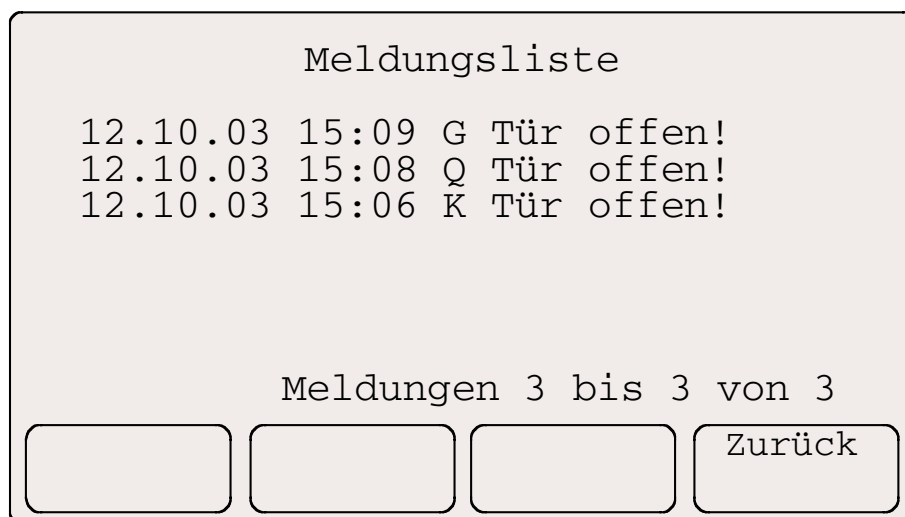 Meldungsliste
12.10.03 15:09 G Tür offen!
12.10.03 15:08 Q Tür offen!
12.10.03 15:06 K Tür offen!
Meldungen 3 bis 3 von 3
Zurück